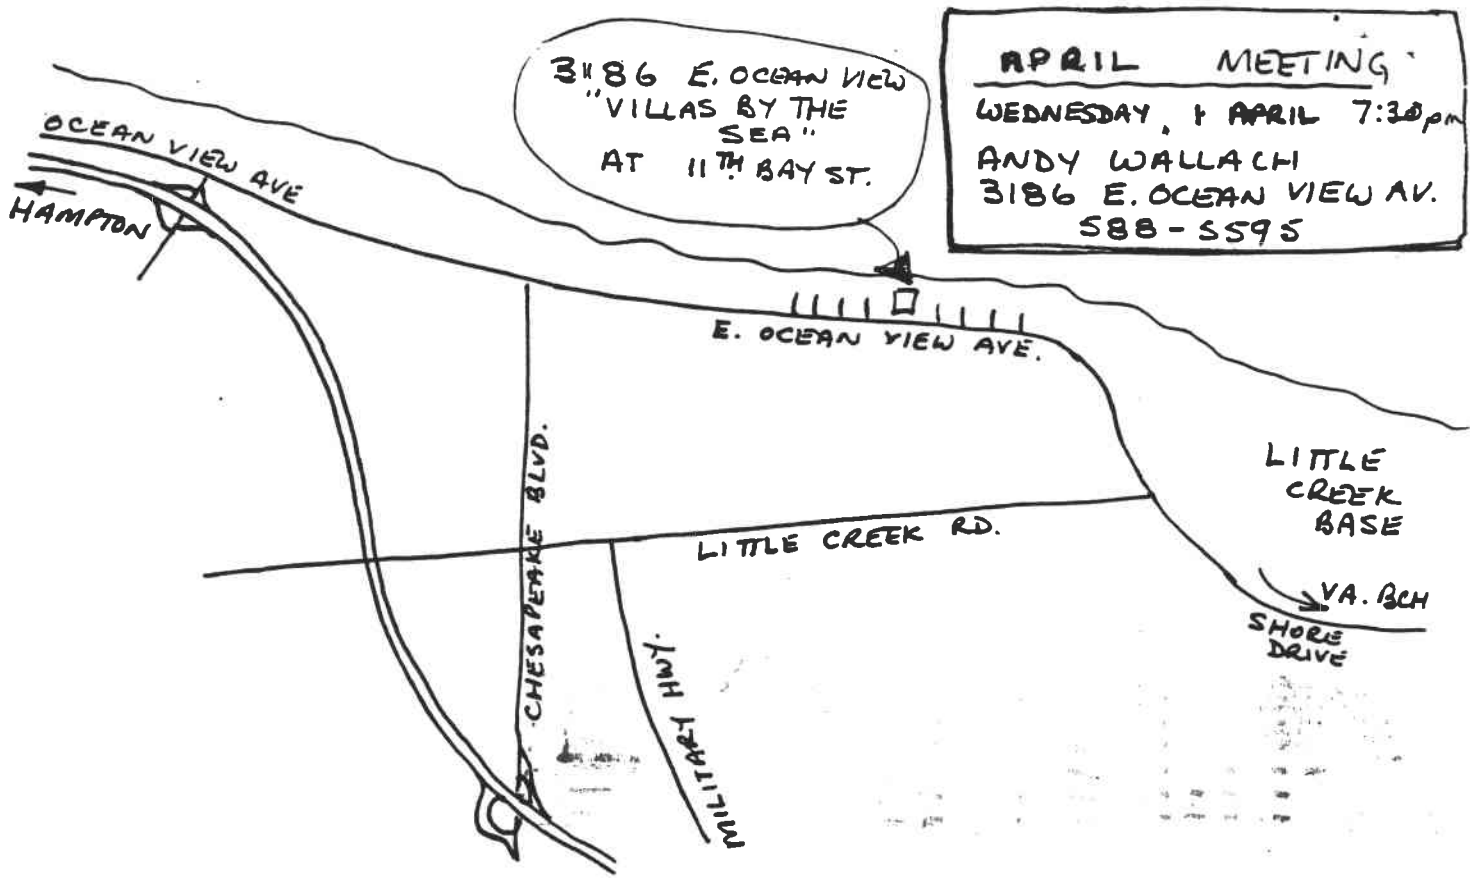 3186 E. OCEAN VIEW
"VILLAS BY THE
SEA"
AT 11TH BAY ST.
APRIL MEETING
WEDNESDAY, 1 APRIL 7:30pm
ANDY WALLACH
3186 E. OCEAN VIEW AV.
588-5595
OCEAN VIEW AVE
HAMPTON
E. OCEAN VIEW AVE.
CHESAPEAKE BLVD.
LITTLE CREEK RD.
MILITARY HWY.
LITTLE
CREEK
BASE
VA. BCH
SHORE
DRIVE